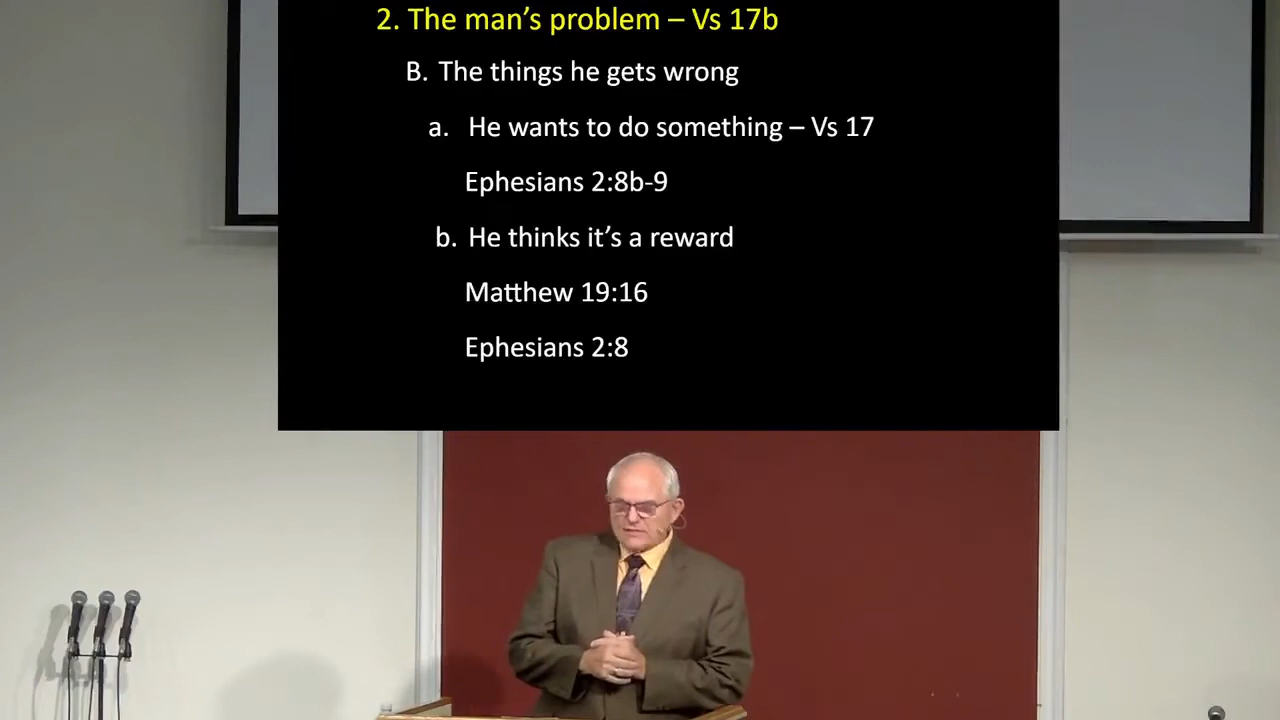 2. The man’s problem – Vs 17b
B. The things he gets wrong
a. He wants to do something – Vs 17
Ephesians 2:8b-9
b. He thinks it’s a reward
Matthew 19:16
Ephesians 2:8